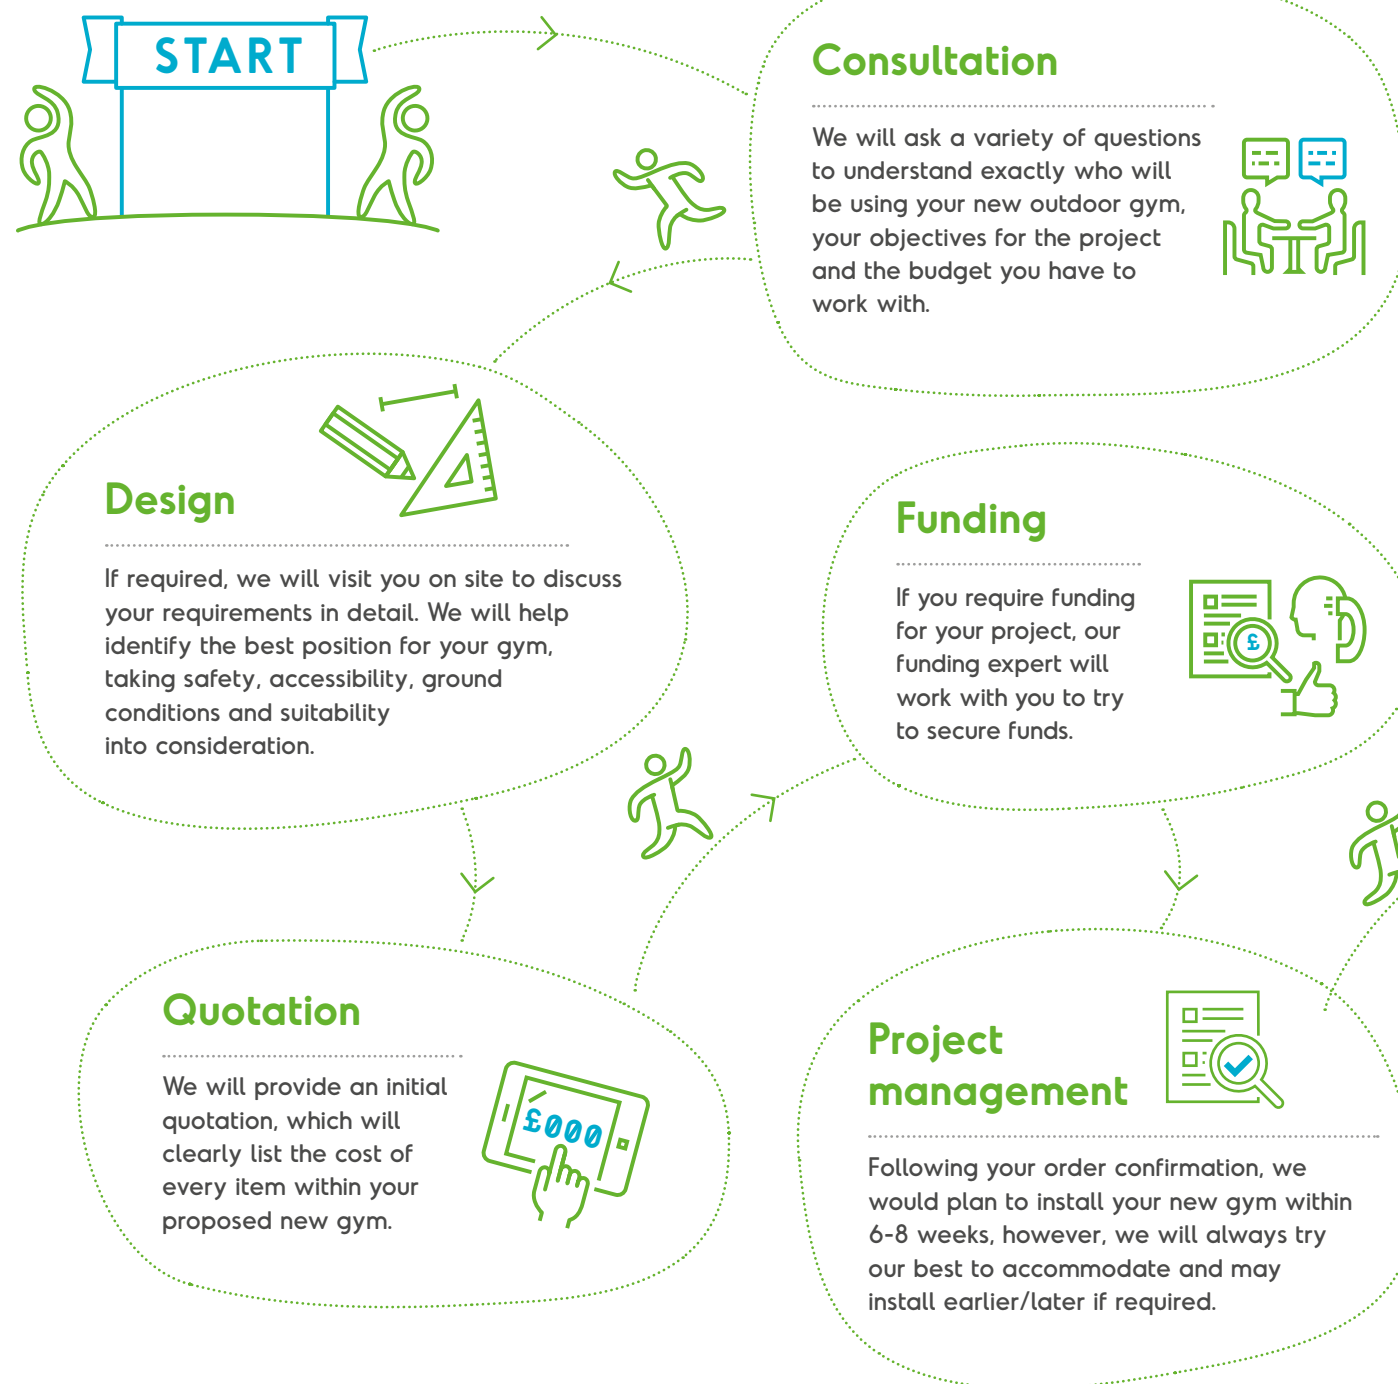 START
Consultation
We will ask a variety of questions
to understand exactly who will
be using your new outdoor gym,
your objectives for the project
and the budget you have to
work with.
Design
If required, we will visit you on site to discuss
your requirements in detail. We will help
identify the best position for your gym,
taking safety, accessibility, ground
conditions and suitability
into consideration.
Quotation
We will provide an initial
quotation, which will
clearly list the cost of
every item within your
proposed new gym.
£000
Funding
If you require funding
for your project, our
funding expert will
work with you to try
to secure funds.
£
Project
management
Following your order confirmation, we
would plan to install your new gym within
6-8 weeks, however, we will always try
our best to accommodate and may
install earlier/later if required.